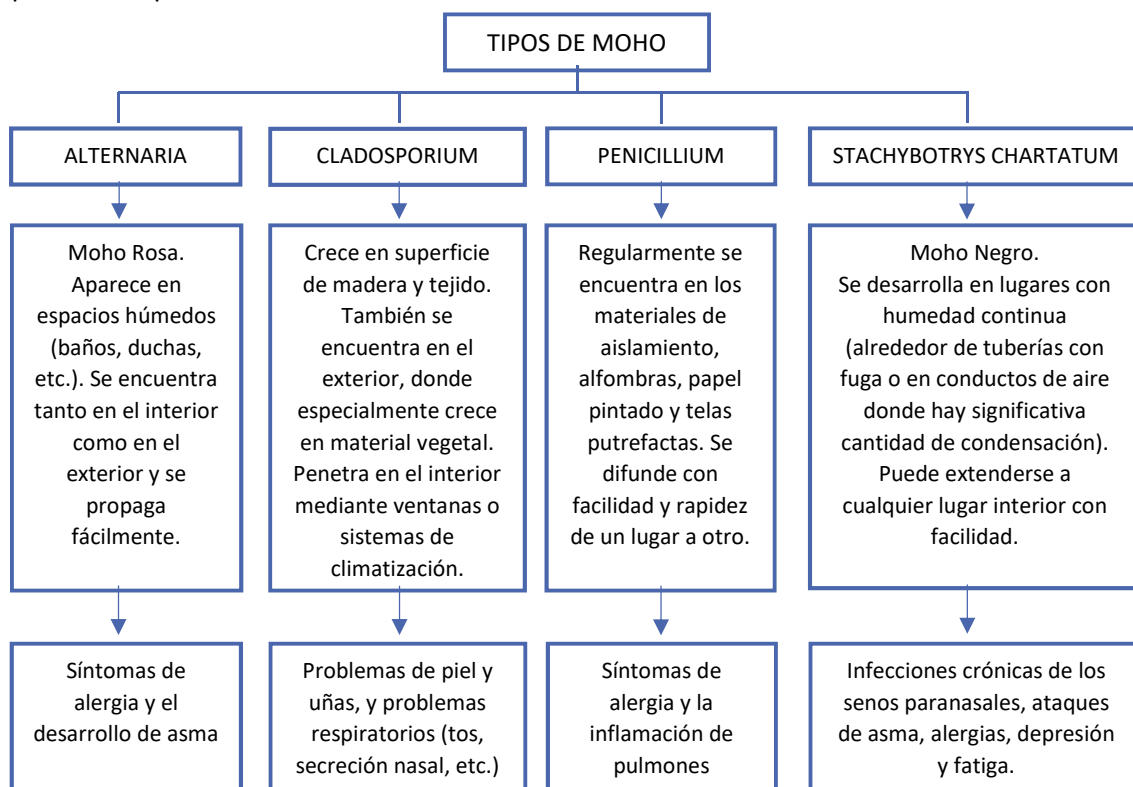 TIPOS DE MOHO
ALTERNARIA
CLADOSPORIUM
PENICILLIUM
STACHYBOTRYS CHARTATUM
Moho Rosa.
Aparece en
espacios húmedos
(baños, duchas,
etc.). Se encuentra
tanto en el interior
como en el
exterior y se
propaga
fácilmente.
Crece en superficie
de madera y tejido.
También se
encuentra en el
exterior, donde
especialmente crece
en material vegetal.
Penetra en el interior
mediante ventanas o
sistemas de
climatización.
Regularmente se
encuentra en los
materiales de
aislamiento,
alfombras, papel
pintado y telas
putrefactas. Se
difunde con
facilidad y rapidez
de un lugar a otro.
Moho Negro.
Se desarrolla en lugares con
humedad continua
(alrededor de tuberías con
fuga o en conductos de aire
donde hay significativa
cantidad de condensación).
Puede extenderse a
cualquier lugar interior con
facilidad.
Síntomas de
alergia y el
desarrollo de asma
Problemas de piel y
uñas, y problemas
respiratorios (tos,
secreción nasal, etc.)
Síntomas de
alergia y la
inflamación de
pulmones
Infecciones crónicas de los
senos paranasales, ataques
de asma, alergias, depresión
y fatiga.